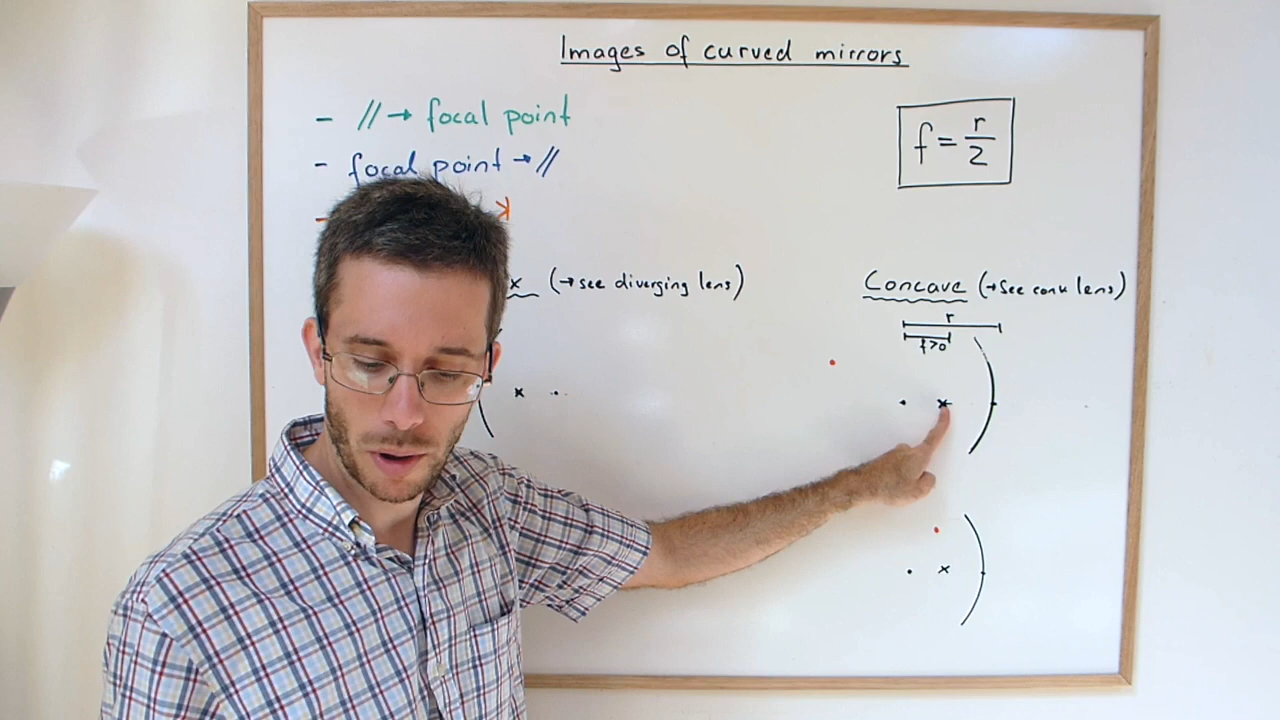 Images of curved mirrors
- // → focal point
f = r/2
- focal point → //
-
x (→ see diverging lens)
Concave (→ See conv lens)
r
f>0
x
x
x